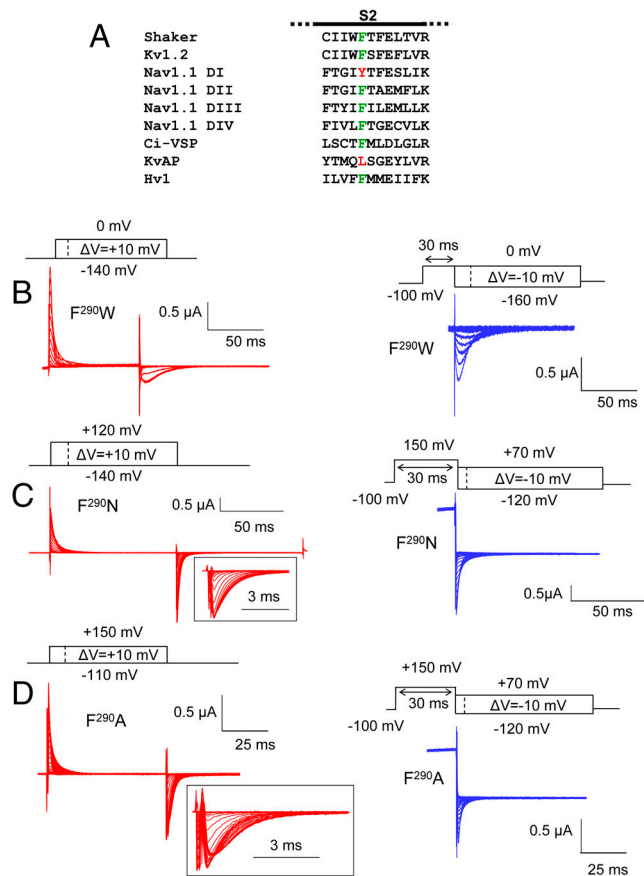 A
S2
Shaker CIIWFTFELTVR
Kv1.2 CIIWFSFEFLVR
Nav1.1 DI FTGIYTFESLIK
Nav1.1 DII FTGIFTAEMFLK
Nav1.1 DIII FTYIFILEMLLK
Nav1.1 DIV FIVLFTGECVLK
Ci-VSP LSCTFMLDLGLR
KvAP YTMQLSGEYLVR
Hv1 ILVFFMMEIIFK
B
0 mV
ΔV=+10 mV
-140 mV
F²⁹⁰W
0.5 µA
50 ms
30 ms
0 mV
ΔV=-10 mV
-100 mV
-160 mV
F²⁹⁰W
0.5 µA
50 ms
C
+120 mV
ΔV=+10 mV
-140 mV
F²⁹⁰N
0.5 µA
50 ms
3 ms
150 mV
+70 mV
30 ms
ΔV=-10 mV
-100 mV
-120 mV
F²⁹⁰N
0.5µA
50 ms
D
+150 mV
ΔV=+10 mV
-110 mV
F²⁹⁰A
0.5 µA
25 ms
3 ms
+150 mV
+70 mV
30 ms
ΔV=-10 mV
-100 mV
-120 mV
F²⁹⁰A
0.5 µA
25 ms